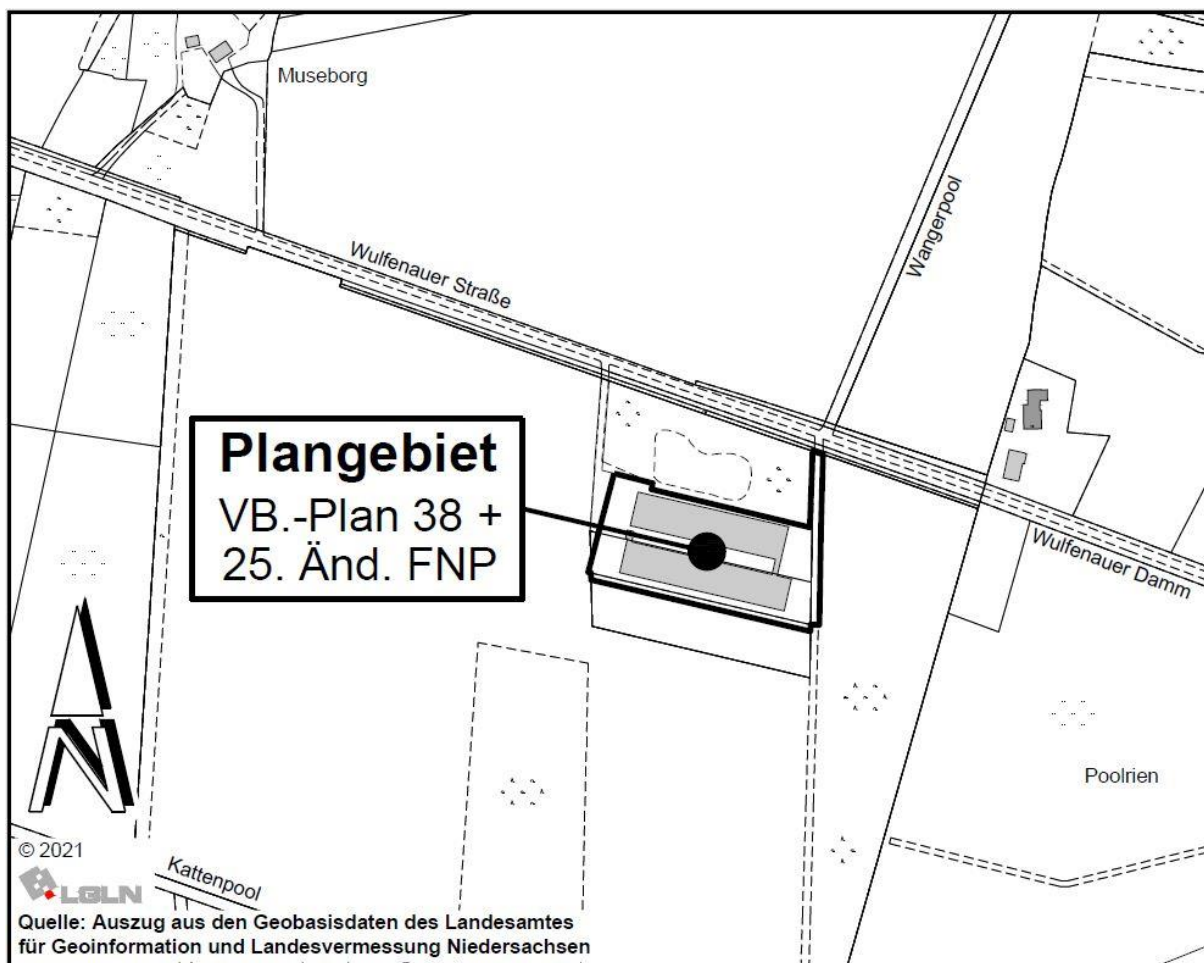 Museborg
Wulfenauer Straße
Wangerpool
Plangebiet
VB.-Plan 38 +
25. Änd. FNP
Wulfenauer Damm
Poolrien
N
© 2021
Kattenpool
LGLN
Quelle: Auszug aus den Geobasisdaten des Landesamtes
für Geoinformation und Landesvermessung Niedersachsen